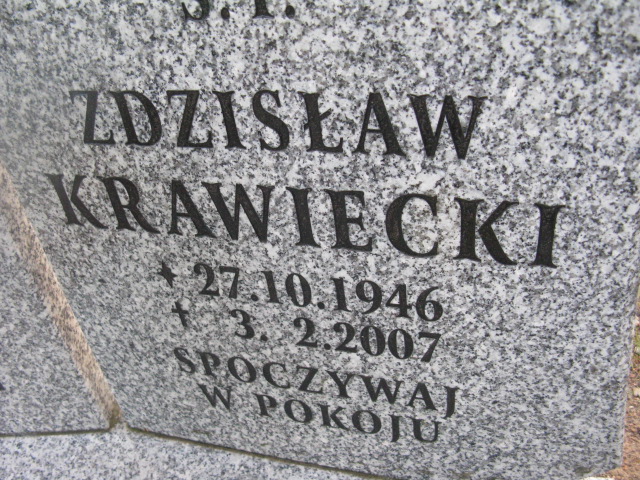 Ś.P.
ZDZISŁAW
KRAWIECKI
✦ 27.10.1946
✝ 3. 2.2007
SPOCZYWAJ
W POKOJU